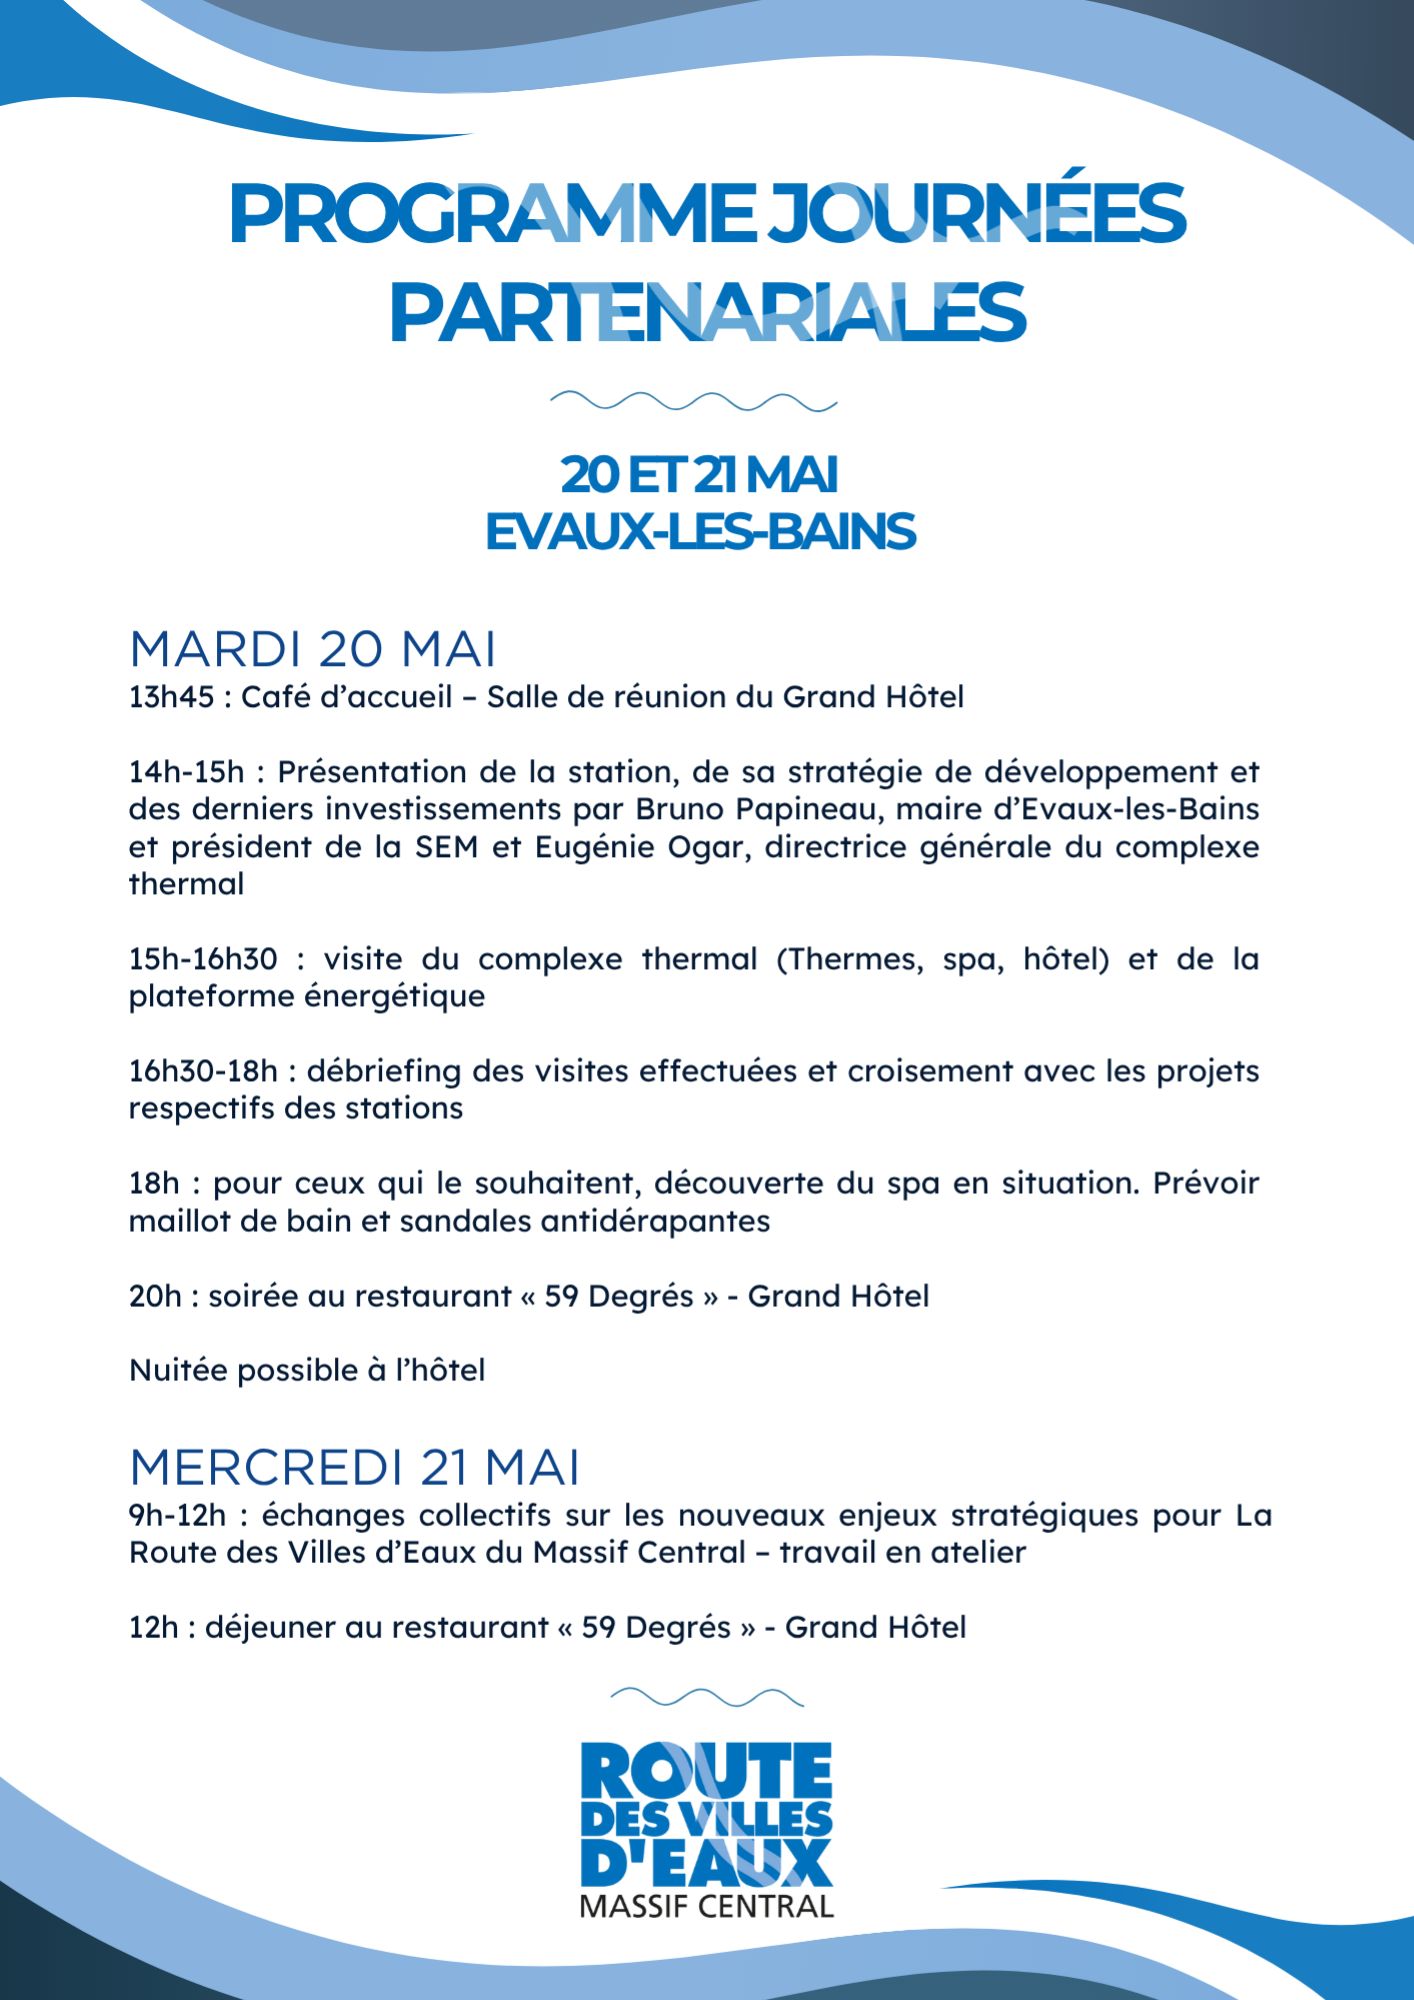 PROGRAMME JOURNÉES
PARTENARIALES
20 ET 21 MAI
EVAUX-LES-BAINS
MARDI 20 MAI
13h45 : Café d’accueil – Salle de réunion du Grand Hôtel
14h-15h : Présentation de la station, de sa stratégie de développement et
des derniers investissements par Bruno Papineau, maire d’Evaux-les-Bains
et président de la SEM et Eugénie Ogar, directrice générale du complexe
thermal
15h-16h30 : visite du complexe thermal (Thermes, spa, hôtel) et de la
plateforme énergétique
16h30-18h : débriefing des visites effectuées et croisement avec les projets
respectifs des stations
18h : pour ceux qui le souhaitent, découverte du spa en situation. Prévoir
maillot de bain et sandales antidérapantes
20h : soirée au restaurant « 59 Degrés » - Grand Hôtel
Nuitée possible à l’hôtel
MERCREDI 21 MAI
9h-12h : échanges collectifs sur les nouveaux enjeux stratégiques pour La
Route des Villes d’Eaux du Massif Central – travail en atelier
12h : déjeuner au restaurant « 59 Degrés » - Grand Hôtel
ROUTE
DES VILLES
D'EAUX
MASSIF CENTRAL